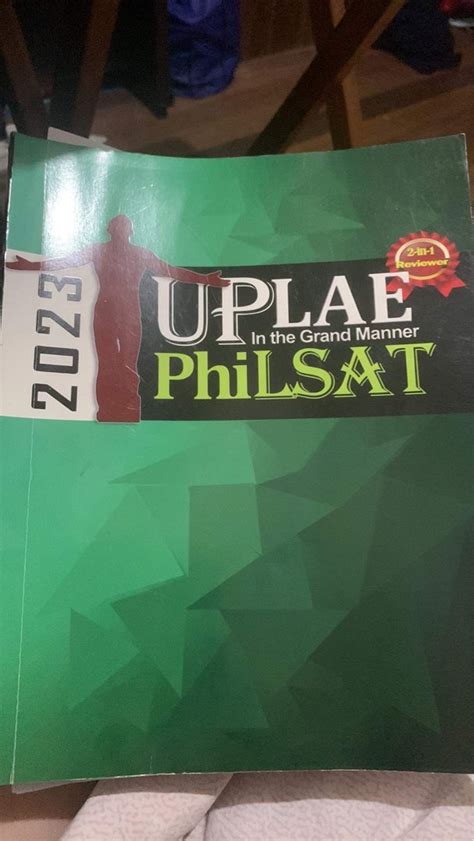 2023
2-in-1
Reviewer
UPLAE
In the Grand Manner
PhiLSAT